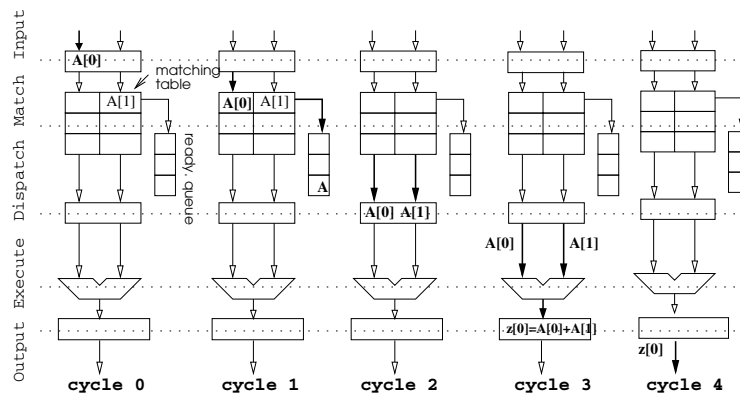 Input
Match
Dispatch
Execute
Output
A[0]
matching
table
A[1]
ready queue
cycle 0
A[0]
A[1]
A
cycle 1
A[0] A[1}
cycle 2
A[0]
A[1]
z[0]=A[0]+A[1]
cycle 3
z[0]
cycle 4